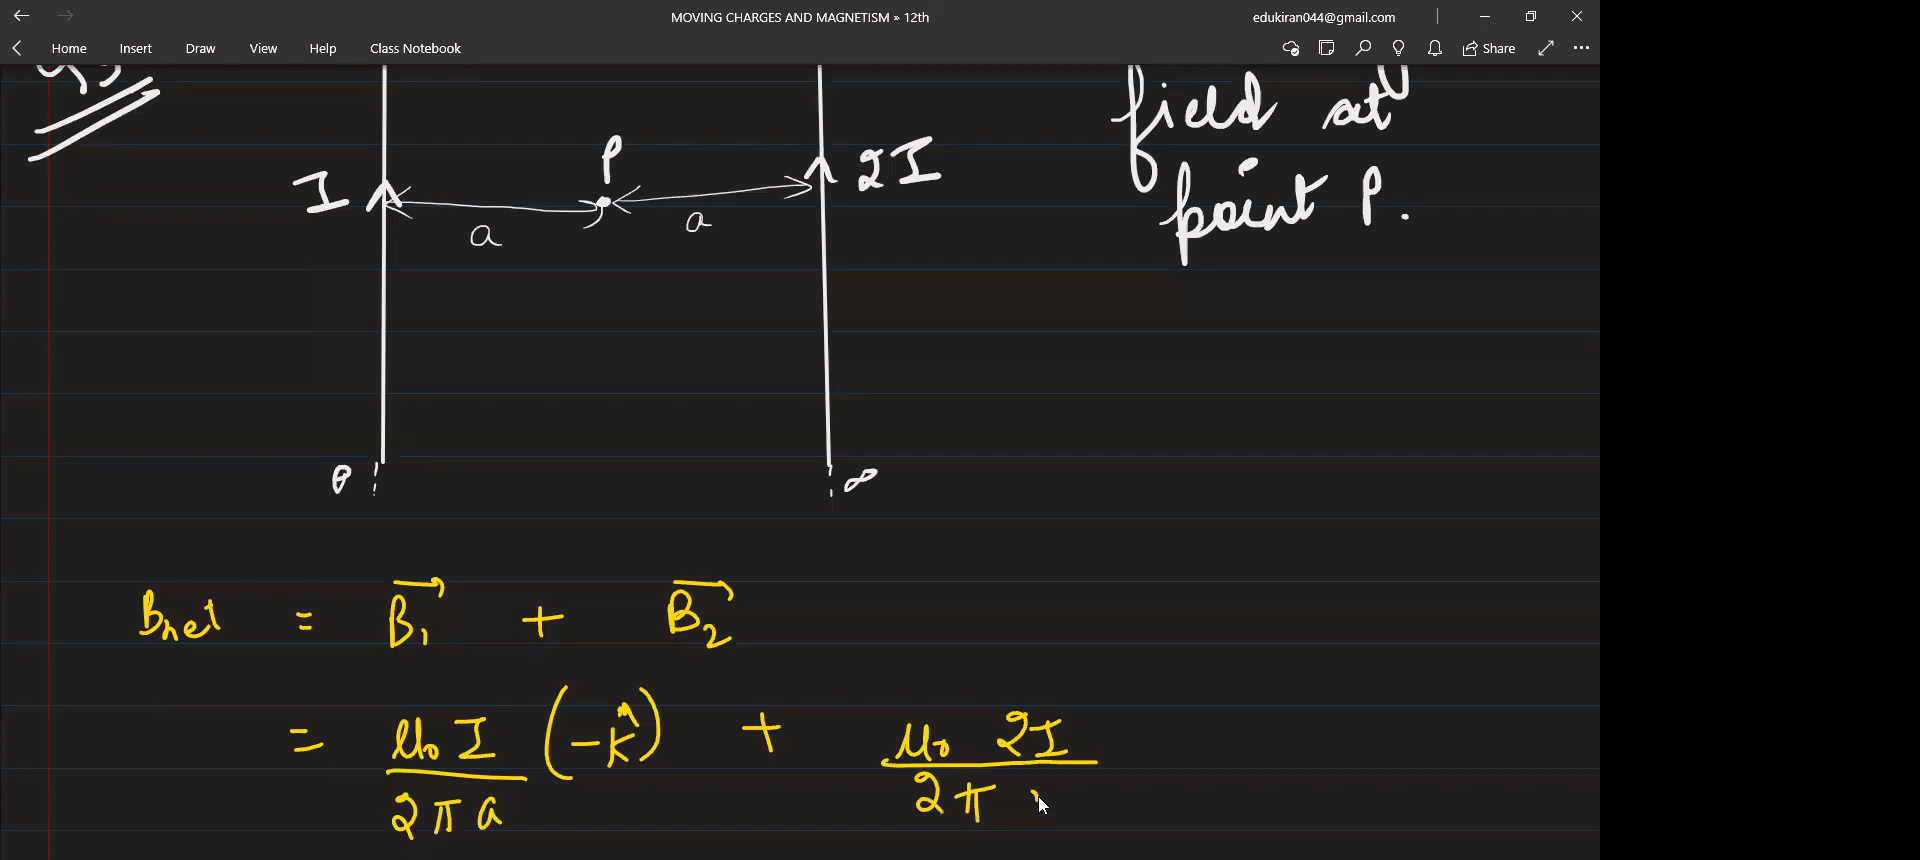 MOVING CHARGES AND MAGNETISM » 12th
edukiran044@gmail.com
Home Insert Draw View Help Class Notebook
Share
field at
point P.
P
I
2I
a
a
∞
B_net = B₁⃗ + B₂⃗
= μ₀ I / 2π a (-k̂) + μ₀ 2I / 2π